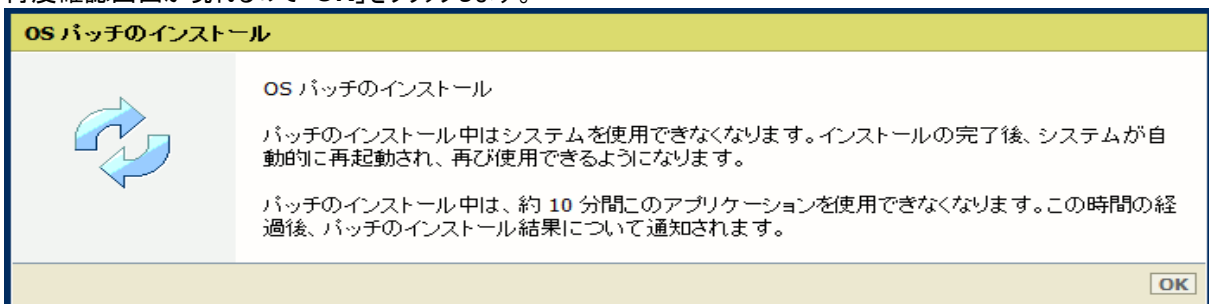 OS パッチのインストール
OS パッチのインストール
パッチのインストール中はシステムを使用できなくなります。インストールの完了後、システムが自
動的に再起動され、再び使用できるようになります。
パッチのインストール中は、約 10 分間このアプリケーションを使用できなくなります。この時間の経
過後、パッチのインストール結果について通知されます。
OK